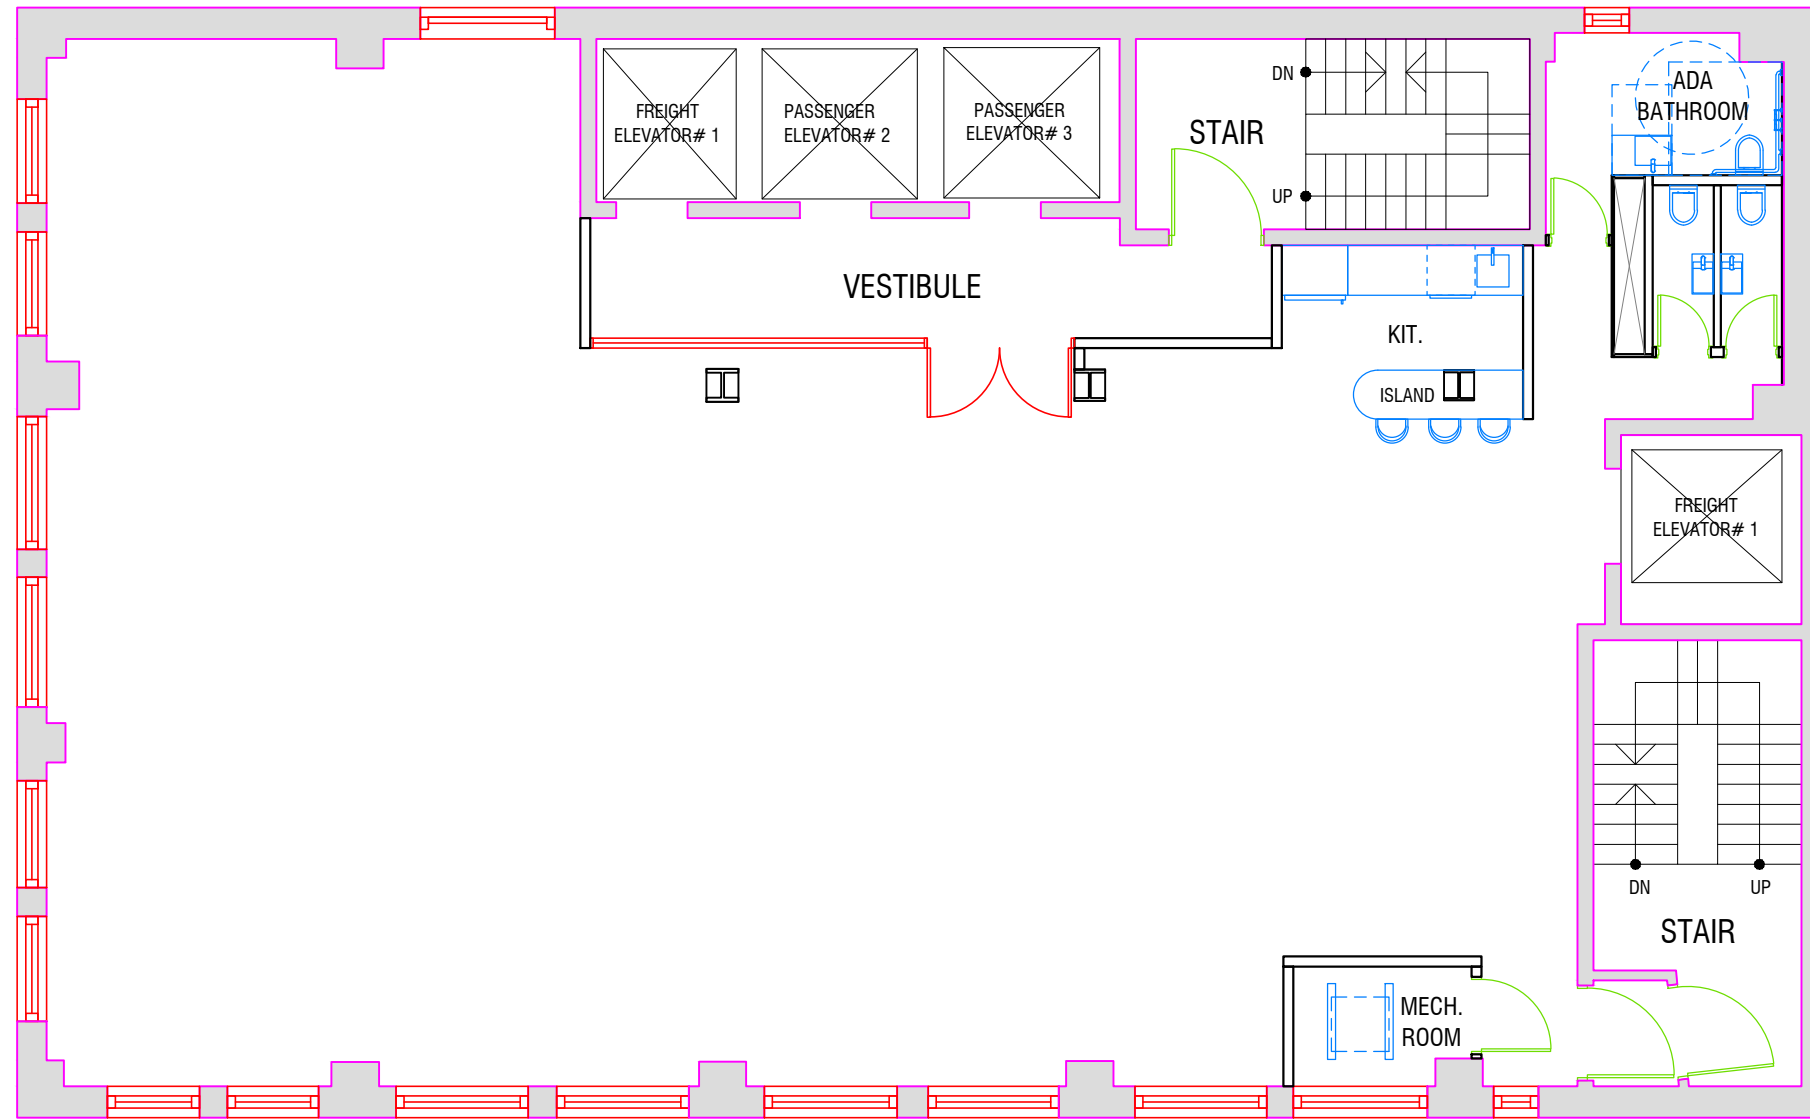 FREIGHT
ELEVATOR# 1
PASSENGER
ELEVATOR# 2
PASSENGER
ELEVATOR# 3
DN
STAIR
UP
ADA
BATHROOM
VESTIBULE
KIT.
ISLAND
FREIGHT
ELEVATOR# 1
DN
UP
STAIR
MECH.
ROOM